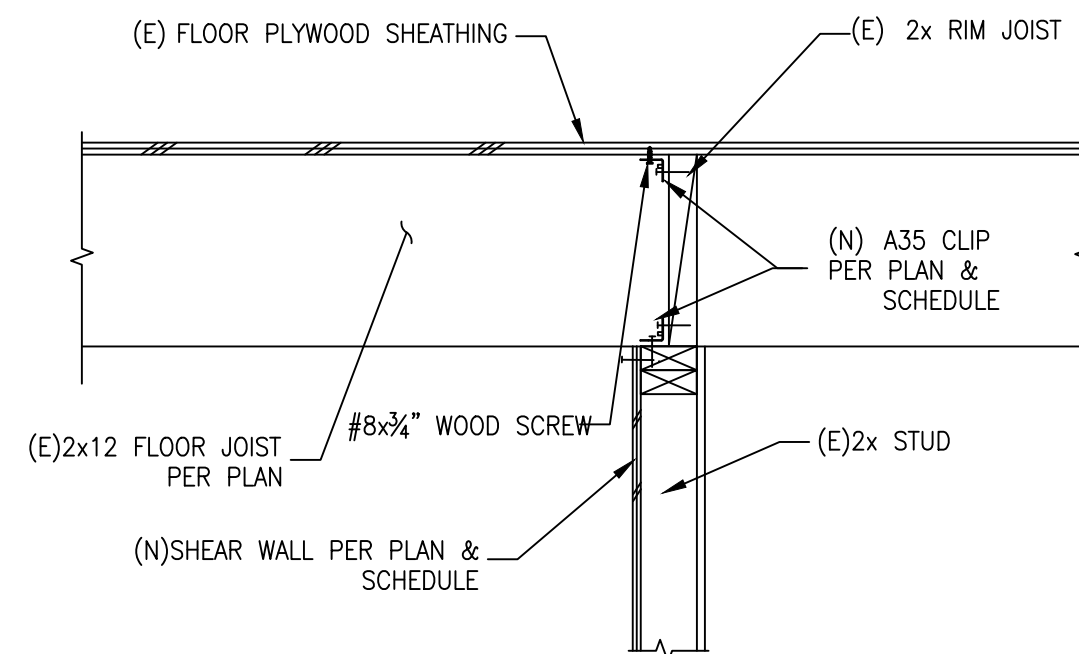 (E) FLOOR PLYWOOD SHEATHING
(E) 2x RIM JOIST
(N) A35 CLIP
PER PLAN &
SCHEDULE
#8x¾” WOOD SCREW
(E)2x12 FLOOR JOIST
PER PLAN
(E)2x STUD
(N)SHEAR WALL PER PLAN &
SCHEDULE